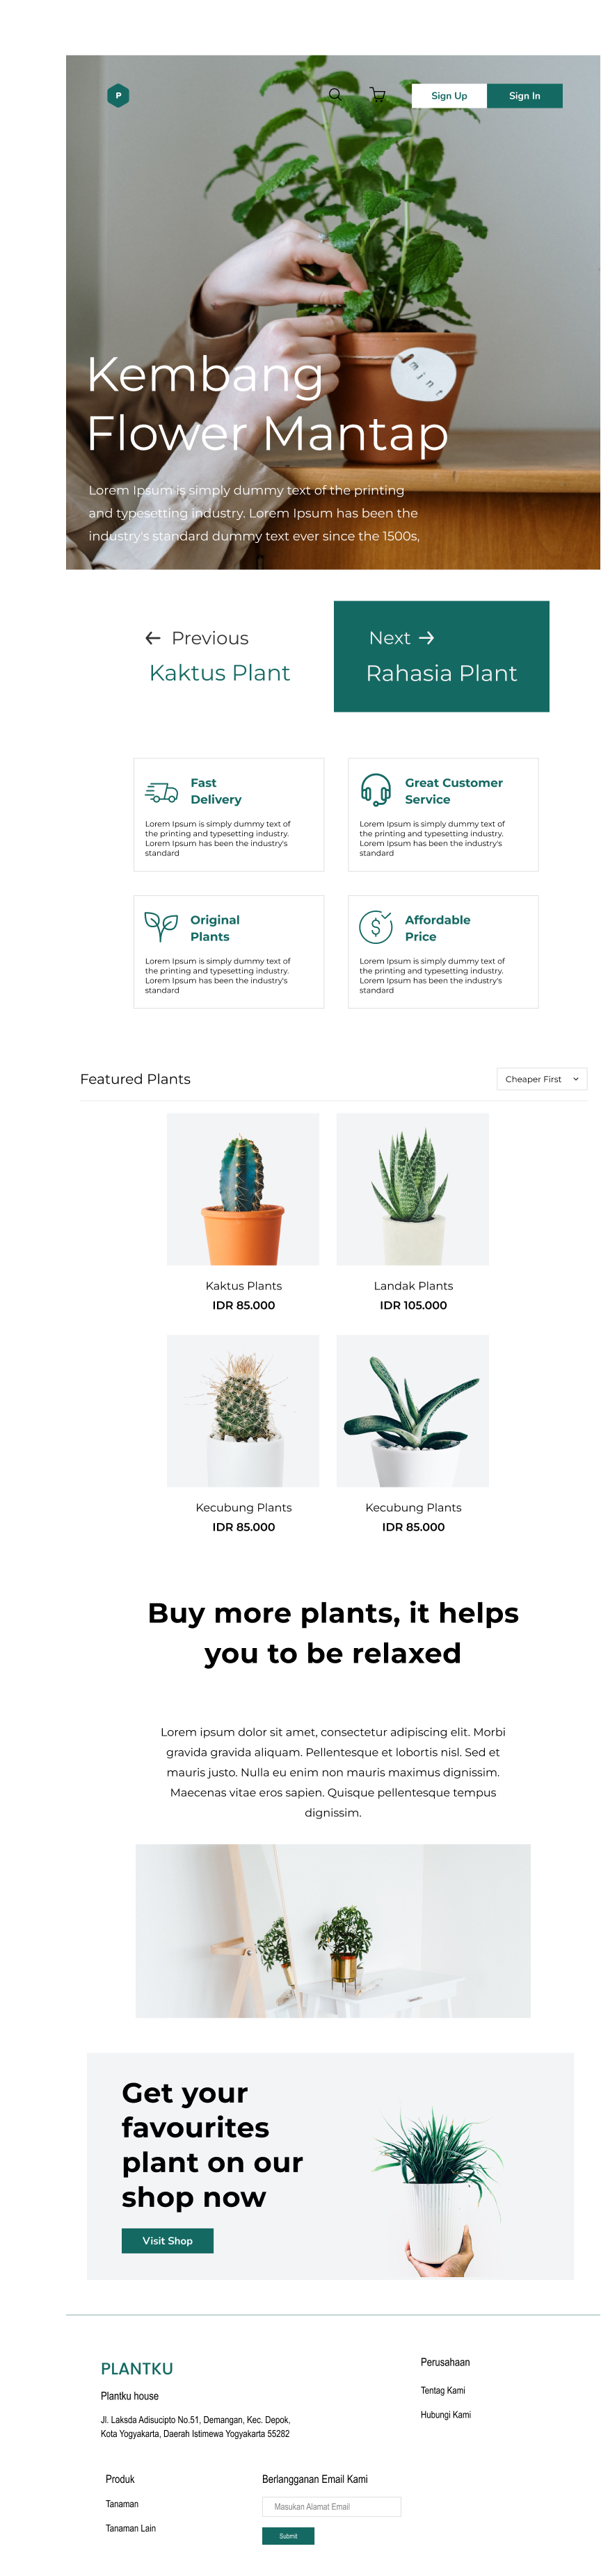 P
Sign Up
Sign In
Kembang
Flower Mantap
Lorem Ipsum is simply dummy text of the printing
and typesetting industry. Lorem Ipsum has been the
industry's standard dummy text ever since the 1500s,
Previous
Kaktus Plant
Next
Rahasia Plant
Fast
Delivery
Lorem Ipsum is simply dummy text of
the printing and typesetting industry.
Lorem Ipsum has been the industry's
standard
Great Customer
Service
Lorem Ipsum is simply dummy text of
the printing and typesetting industry.
Lorem Ipsum has been the industry's
standard
Original
Plants
Lorem Ipsum is simply dummy text of
the printing and typesetting industry.
Lorem Ipsum has been the industry's
standard
$
Affordable
Price
Lorem Ipsum is simply dummy text of
the printing and typesetting industry.
Lorem Ipsum has been the industry's
standard
Featured Plants
Cheaper First
Kaktus Plants
IDR 85.000
Landak Plants
IDR 105.000
Kecubung Plants
IDR 85.000
Kecubung Plants
IDR 85.000
Buy more plants, it helps
you to be relaxed
Lorem ipsum dolor sit amet, consectetur adipiscing elit. Morbi
gravida gravida aliquam. Pellentesque et lobortis nisl. Sed et
mauris justo. Nulla eu enim non mauris maximus dignissim.
Maecenas vitae eros sapien. Quisque pellentesque tempus
dignissim.
Get your
favourites
plant on our
shop now
Visit Shop
PLANTKU
Plantku house
Jl. Laksda Adisucipto No.51, Demangan, Kec. Depok,
Kota Yogyakarta, Daerah Istimewa Yogyakarta 55282
Perusahaan
Tentag Kami
Hubungi Kami
Produk
Tanaman
Tanaman Lain
Berlangganan Email Kami
Masukan Alamat Email
Submit